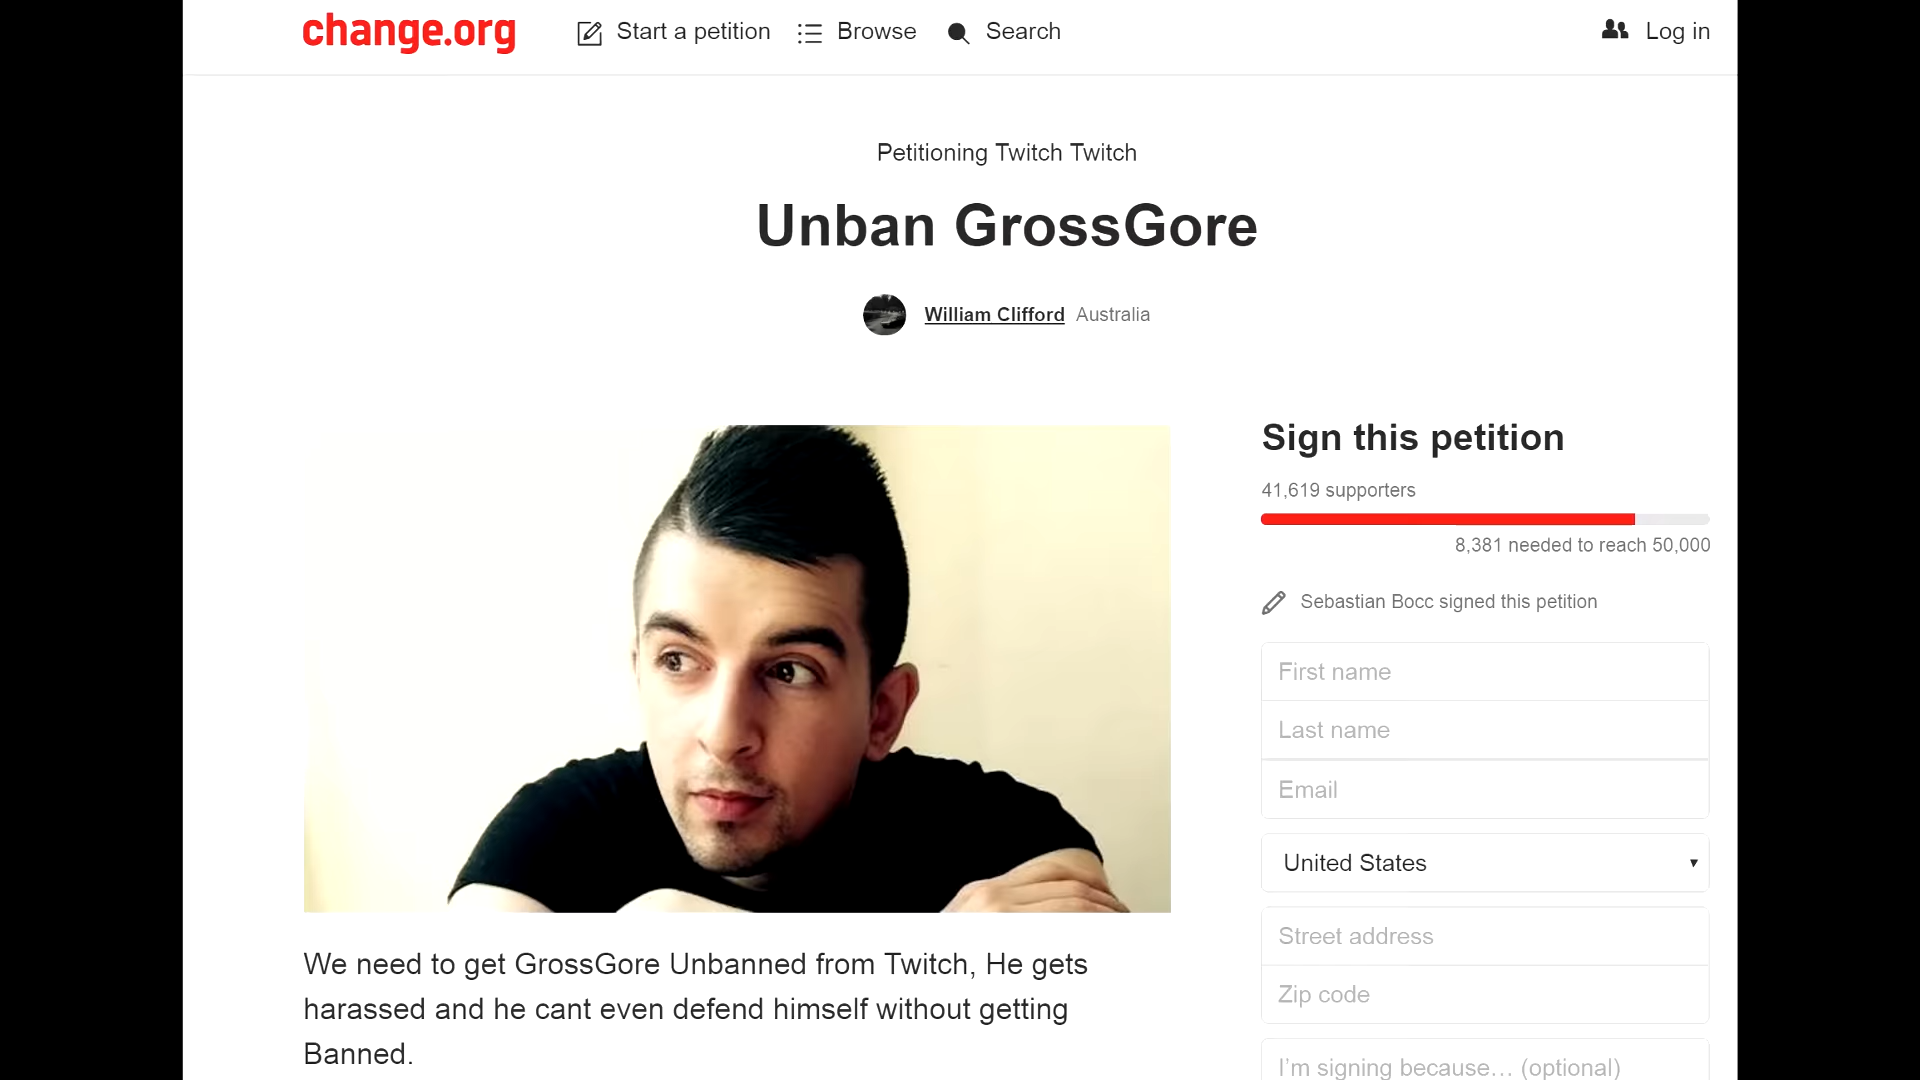 change.org
Start a petition
Browse
Search
Log in
Petitioning Twitch Twitch
Unban GrossGore
William Clifford Australia
Sign this petition
41,619 supporters
8,381 needed to reach 50,000
Sebastian Bocc signed this petition
First name
Last name
Email
United States
Street address
Zip code
I'm signing because… (optional)
We need to get GrossGore Unbanned from Twitch, He gets
harassed and he cant even defend himself without getting
Banned.